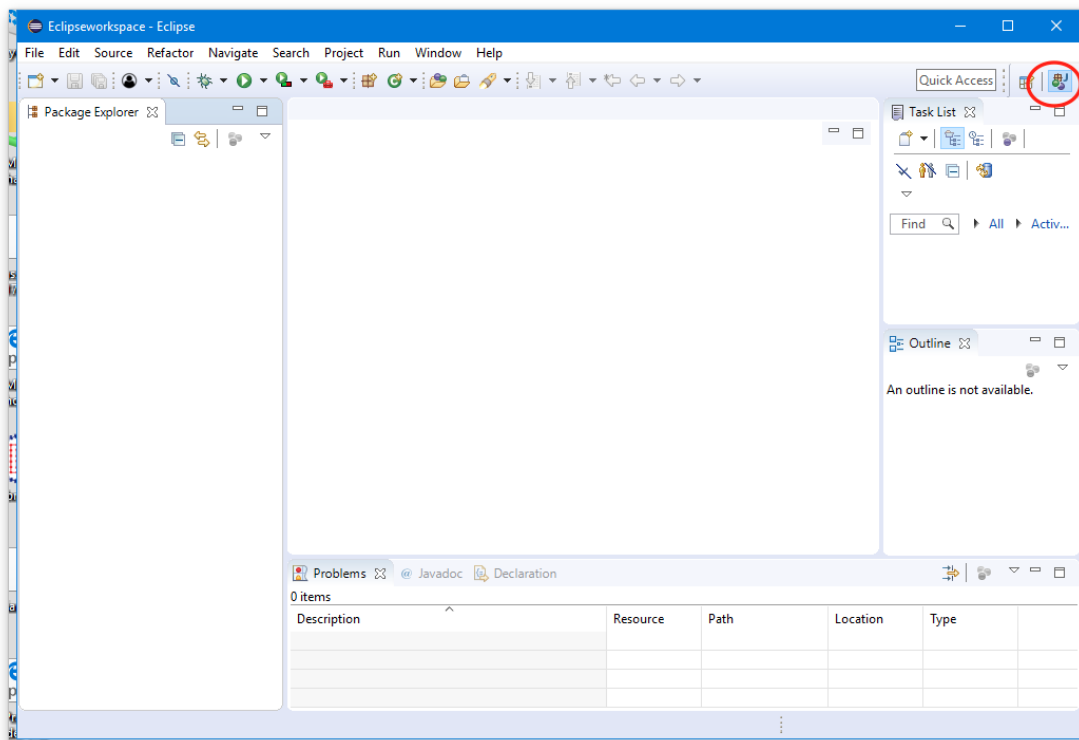 Eclipseworkspace - Eclipse
File Edit Source Refactor Navigate Search Project Run Window Help
Quick Access
Package Explorer
Task List
Find All Activ...
Outline
An outline is not available.
Problems @ Javadoc Declaration
0 items
Description Resource Path Location Type